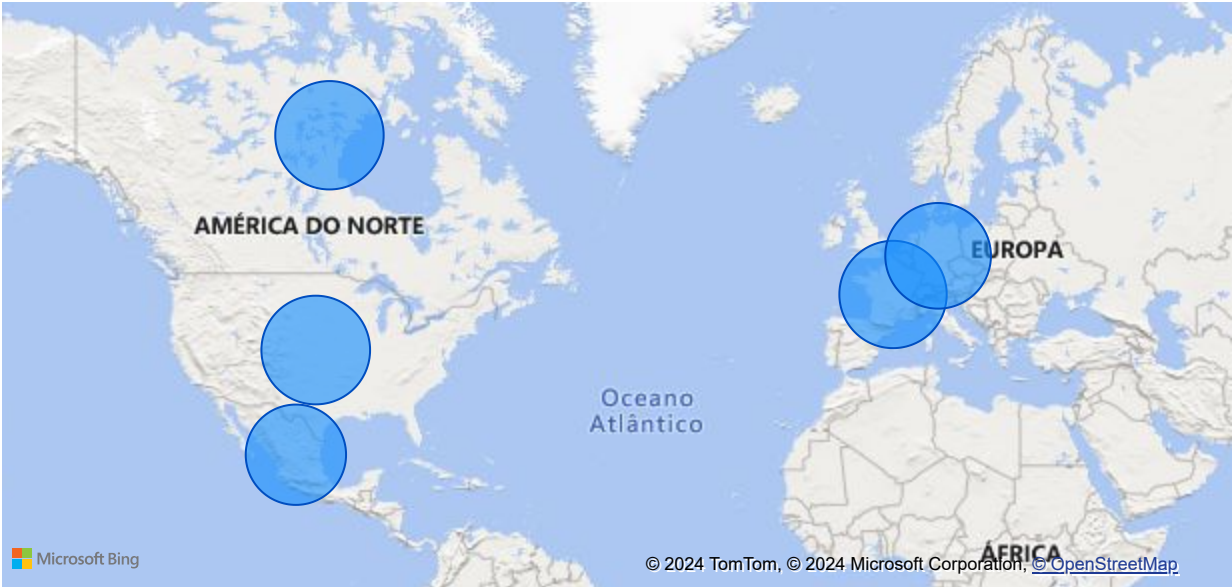 AMÉRICA DO NORTE
EUROPA
Oceano
Atlântico
ÁFRICA
Microsoft Bing
© 2024 TomTom, © 2024 Microsoft Corporation, © OpenStreetMap